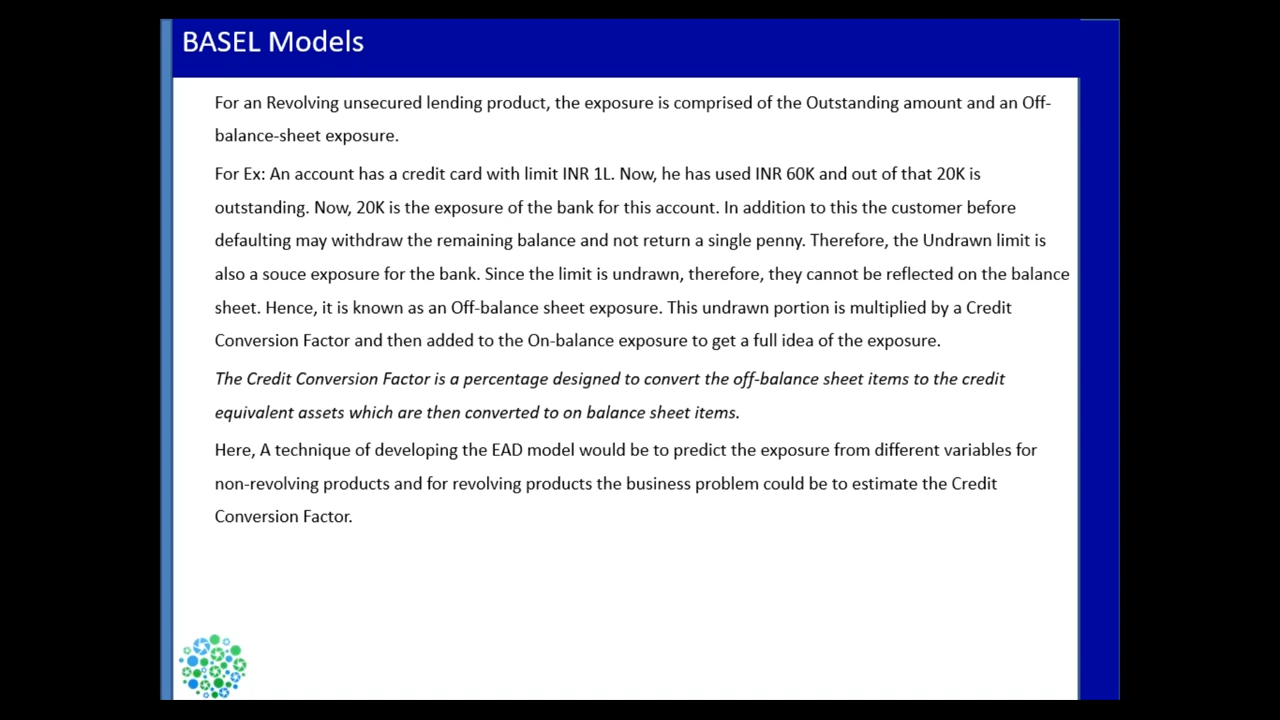 BASEL Models
For an Revolving unsecured lending product, the exposure is comprised of the Outstanding amount and an Off-
balance-sheet exposure.
For Ex: An account has a credit card with limit INR 1L. Now, he has used INR 60K and out of that 20K is
outstanding. Now, 20K is the exposure of the bank for this account. In addition to this the customer before
defaulting may withdraw the remaining balance and not return a single penny. Therefore, the Undrawn limit is
also a souce exposure for the bank. Since the limit is undrawn, therefore, they cannot be reflected on the balance
sheet. Hence, it is known as an Off-balance sheet exposure. This undrawn portion is multiplied by a Credit
Conversion Factor and then added to the On-balance exposure to get a full idea of the exposure.
The Credit Conversion Factor is a percentage designed to convert the off-balance sheet items to the credit
equivalent assets which are then converted to on balance sheet items.
Here, A technique of developing the EAD model would be to predict the exposure from different variables for
non-revolving products and for revolving products the business problem could be to estimate the Credit
Conversion Factor.